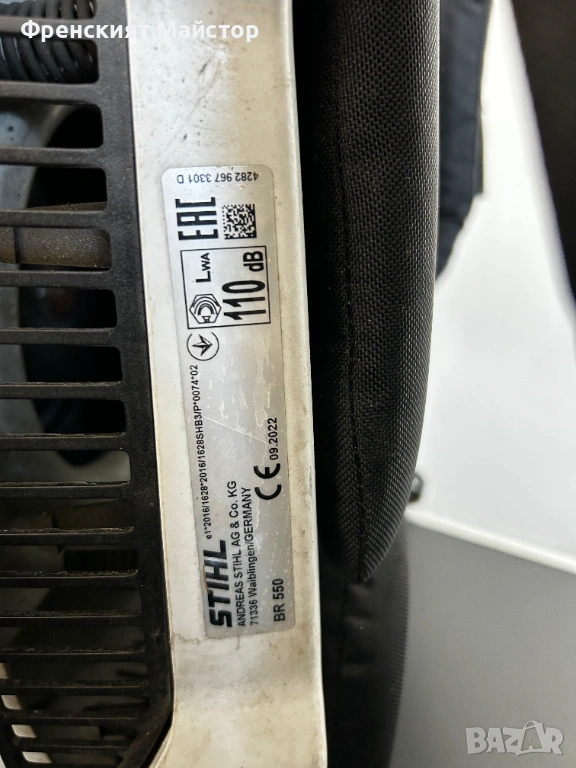 Френският Майстор
4282 967 3301 D
EAC
LWA
110 dB
e1*2016/1628*2016/1628SHB3/P*0074*02
CE 09.2022
STIHL
ANDREAS STIHL AG & Co. KG
71336 Waiblingen/GERMANY
BR 550
BAZAR